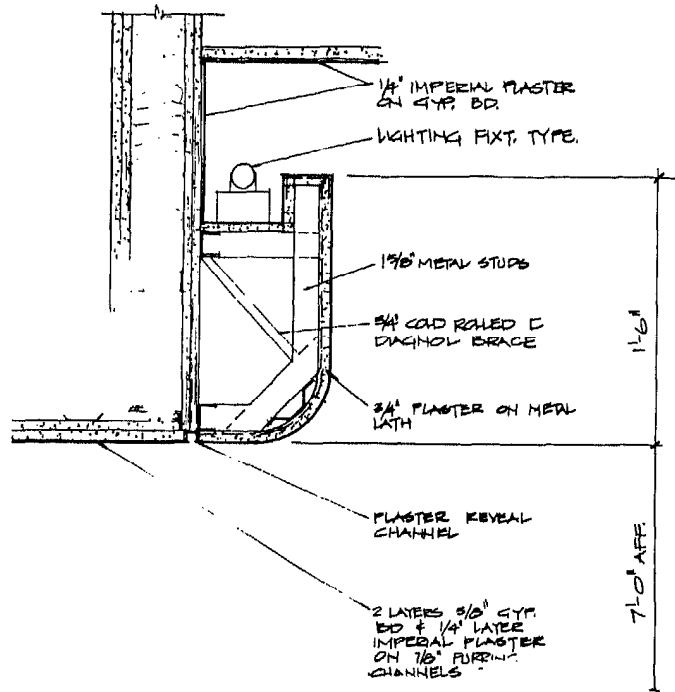 1/4" IMPERIAL PLASTER
ON GYP. BD.
LIGHTING FIXT. TYPE.
1 5/8" METAL STUDS
3/4" COLD ROLLED C
DIAGNOL BRACE
3/4" PLASTER ON METAL
LATH
PLASTER REVEAL
CHANNEL
2 LAYERS 5/8" GYP.
BD & 1/4" LAYER
IMPERIAL PLASTER
ON 7/8" FURRING
CHANNELS
1'-6"
7'-0" AFF.